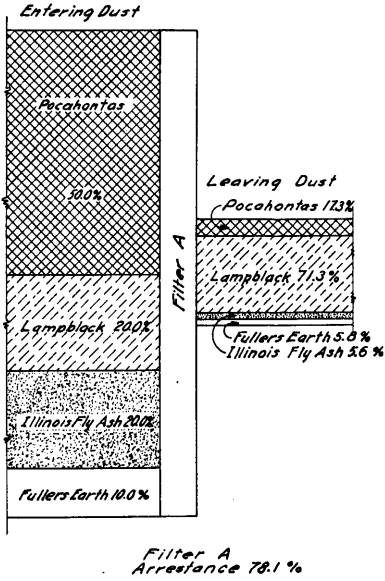 Entering Dust
Pocahontas
50.0%
Lampblack 20.0%
Illinois Fly Ash 20.0%
Fullers Earth 10.0%
Filter A
Leaving Dust
Pocahontas 17.3%
Lampblack 71.3%
Fullers Earth 5.8%
Illinois Fly Ash 5.6%
Filter A
Arrestance 78.1%